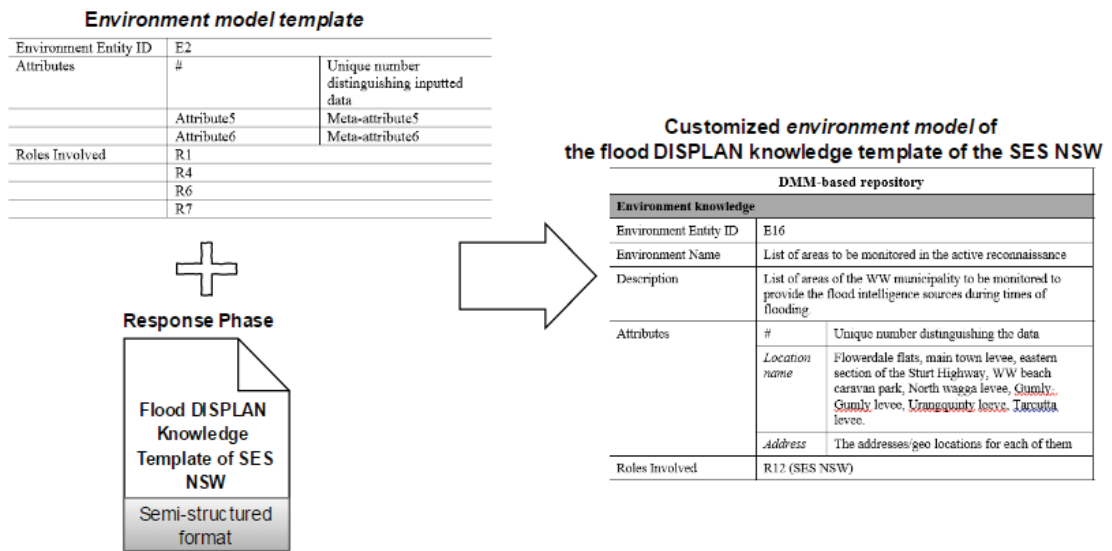 Environment model template
Environment Entity ID E2
Attributes # Unique number
distinguishing inputted
data
Attribute5 Meta-attribute5
Attribute6 Meta-attribute6
Roles Involved R1
R4
R6
R7
Response Phase
Flood DISPLAN
Knowledge
Template of SES
NSW
Semi-structured
format
Customized environment model of
the flood DISPLAN knowledge template of the SES NSW
DMM-based repository
Environment knowledge
Environment Entity ID E16
Environment Name List of areas to be monitored in the active reconnaissance
Description List of areas of the WW municipality to be monitored to
provide the flood intelligence sources during times of
flooding
Attributes # Unique number distinguishing the data
Location Flowerdale flats, main town levee, eastern
name section of the Sturt Highway, WW beach
caravan park, North wagga levee, Gumly-
Gumly levee, Uranquinty leeve, Tarcutta
levee.
Address The addresses/geo locations for each of them
Roles Involved R12 (SES NSW)